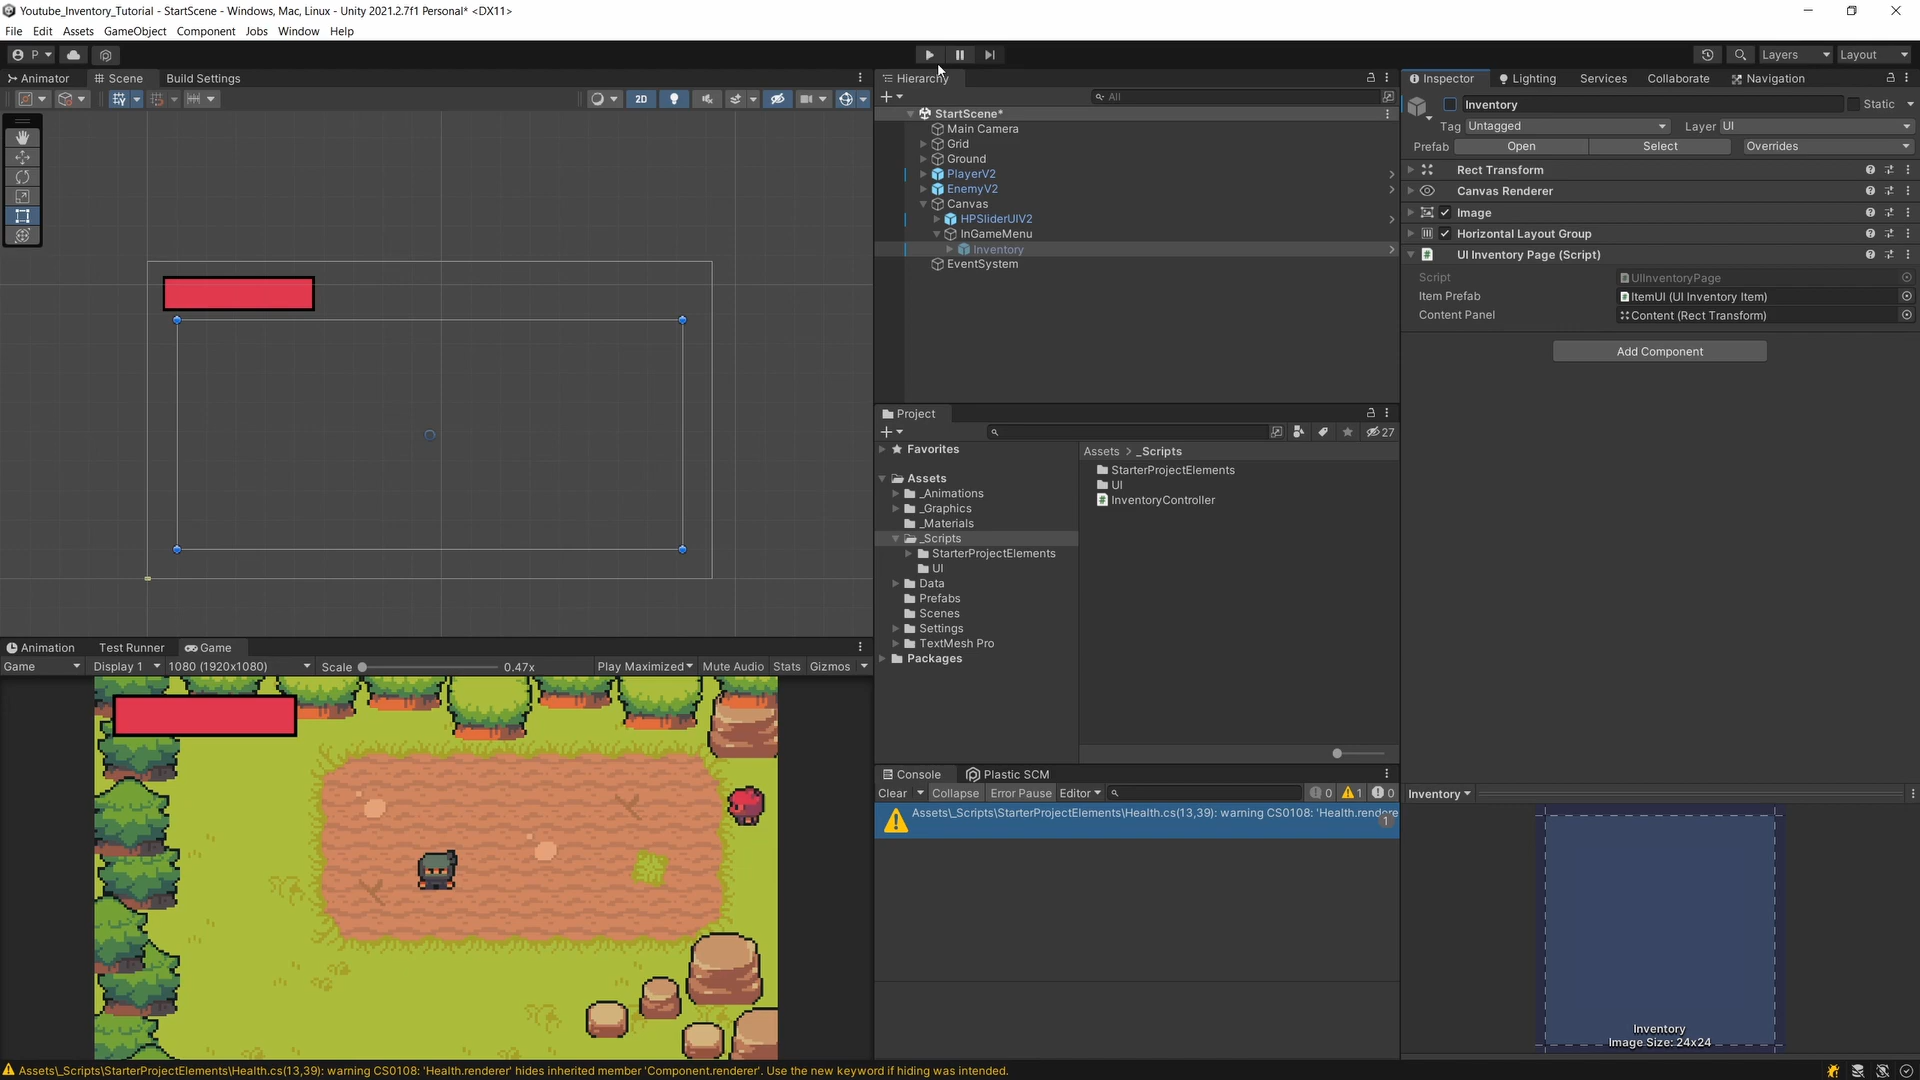 Youtube_Inventory_Tutorial - StartScene - Windows, Mac, Linux - Unity 2021.2.7f1 Personal* <DX11>
File Edit Assets GameObject Component Jobs Window Help
P Layers Layout
Animator Scene Build Settings
2D
Hierarchy
All
StartScene*
Main Camera
Grid
Ground
PlayerV2
EnemyV2
Canvas
HPSliderUIV2
InGameMenu
Inventory
EventSystem
Inspector Lighting Services Collaborate Navigation
Inventory Static
Tag Untagged Layer UI
Prefab Open Select Overrides
Rect Transform
Canvas Renderer
Image
Horizontal Layout Group
UI Inventory Page (Script)
Script UIInventoryPage
Item Prefab ItemUI (UI Inventory Item)
Content Panel Content (Rect Transform)
Add Component
Project
27
Favorites
Assets
_Animations
_Graphics
_Materials
_Scripts
StarterProjectElements
UI
Data
Prefabs
Scenes
Settings
TextMesh Pro
Packages
Assets > _Scripts
StarterProjectElements
UI
InventoryController
Animation Test Runner Game
Game Display 1 1080 (1920x1080) Scale 0.47x Play Maximized Mute Audio Stats Gizmos
Console Plastic SCM
Clear Collapse Error Pause Editor 0 1 0
Assets\_Scripts\StarterProjectElements\Health.cs(13,39): warning CS0108: 'Health.rendere
1
Inventory
Inventory
Image Size: 24x24
Assets\_Scripts\StarterProjectElements\Health.cs(13,39): warning CS0108: 'Health.renderer' hides inherited member 'Component.renderer'. Use the new keyword if hiding was intended.